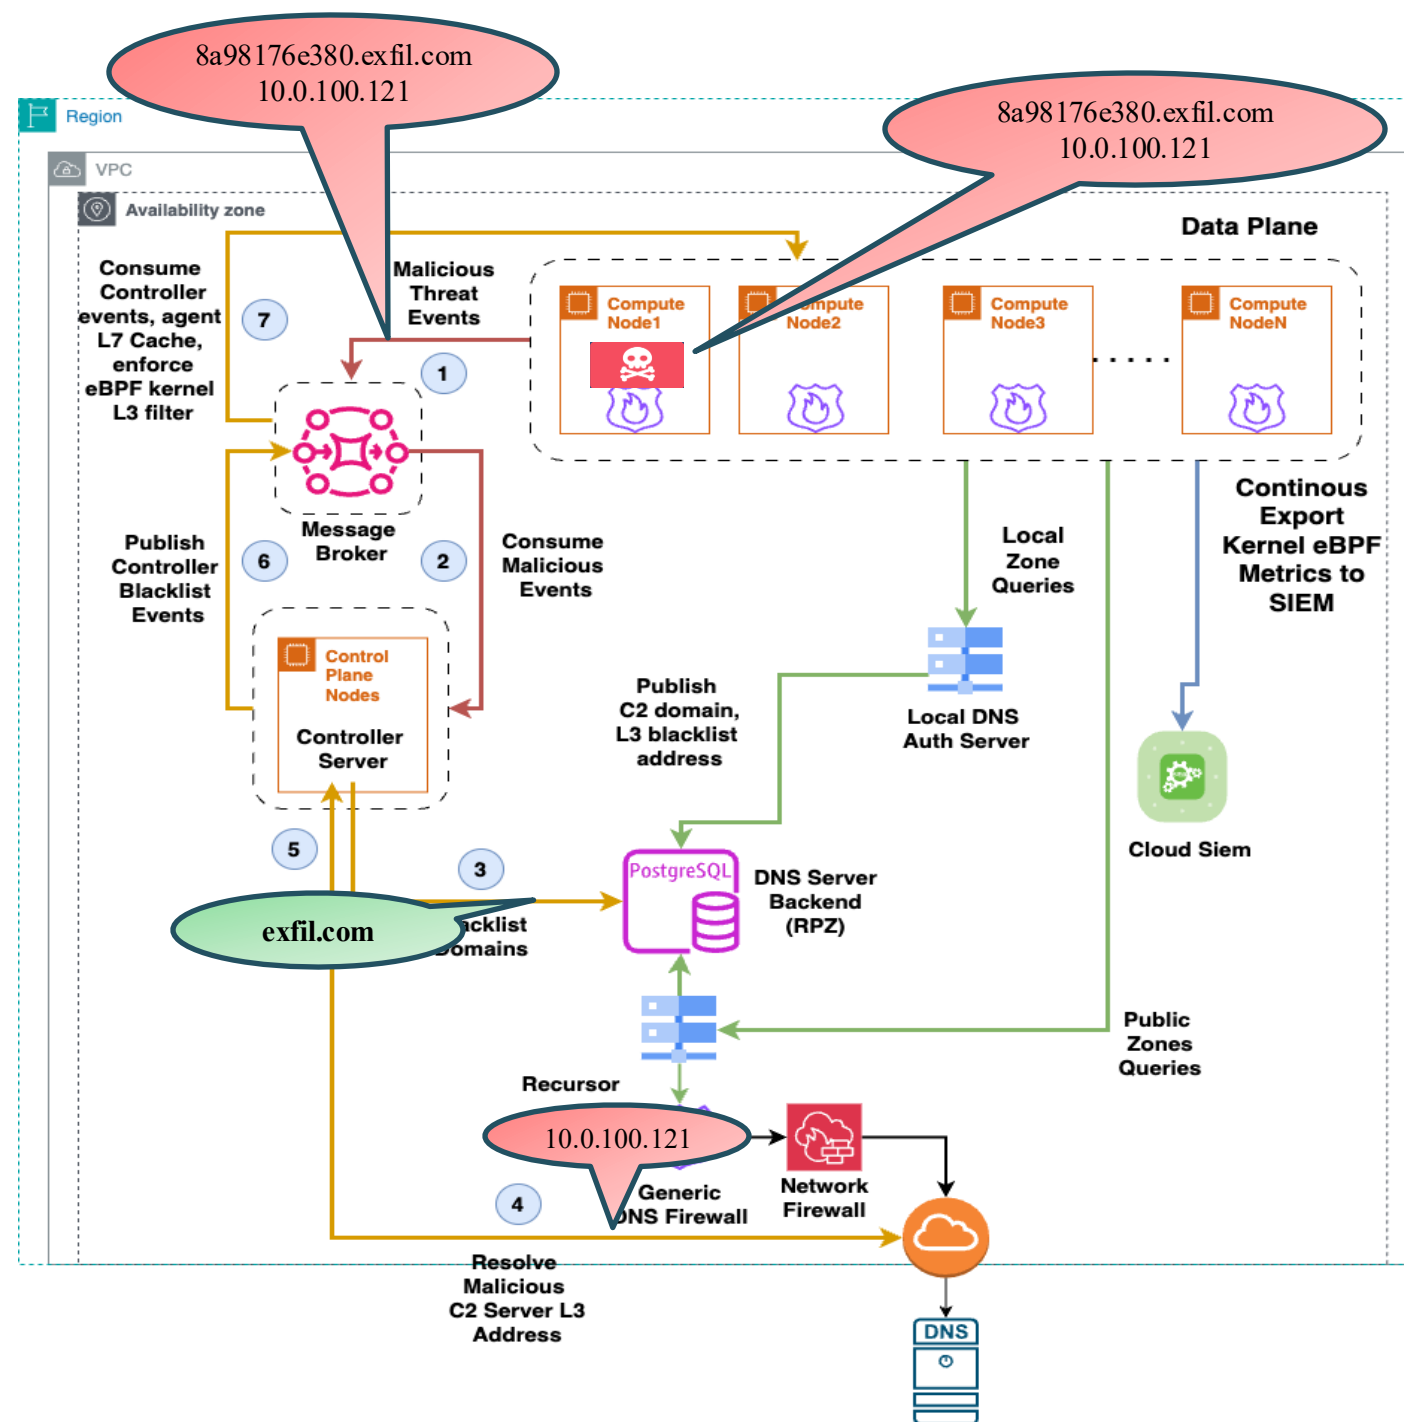 8a98176e380.exfil.com
10.0.100.121
8a98176e380.exfil.com
10.0.100.121
Region
VPC
Availability zone
Data Plane
Consume
Controller
events, agent
L7 Cache,
enforce
eBPF kernel
L3 filter
7
Malicious
Threat
Events
1
Compute
Node1
Compute
Node2
Compute
Node3
. . . . .
Compute
NodeN
Message
Broker
Publish
Controller
Blacklist
Events
6
2
Consume
Malicious
Events
Local
Zone
Queries
Continous
Export
Kernel eBPF
Metrics to
SIEM
Control
Plane
Nodes
Controller
Server
Publish
C2 domain,
L3 blacklist
address
Local DNS
Auth Server
Cloud Siem
5
3
exfil.com
acklist
omains
PostgreSQL
DNS Server
Backend
(RPZ)
Public
Zones
Queries
Recursor
10.0.100.121
4
Generic
DNS Firewall
Network
Firewall
Resolve
Malicious
C2 Server L3
Address
DNS